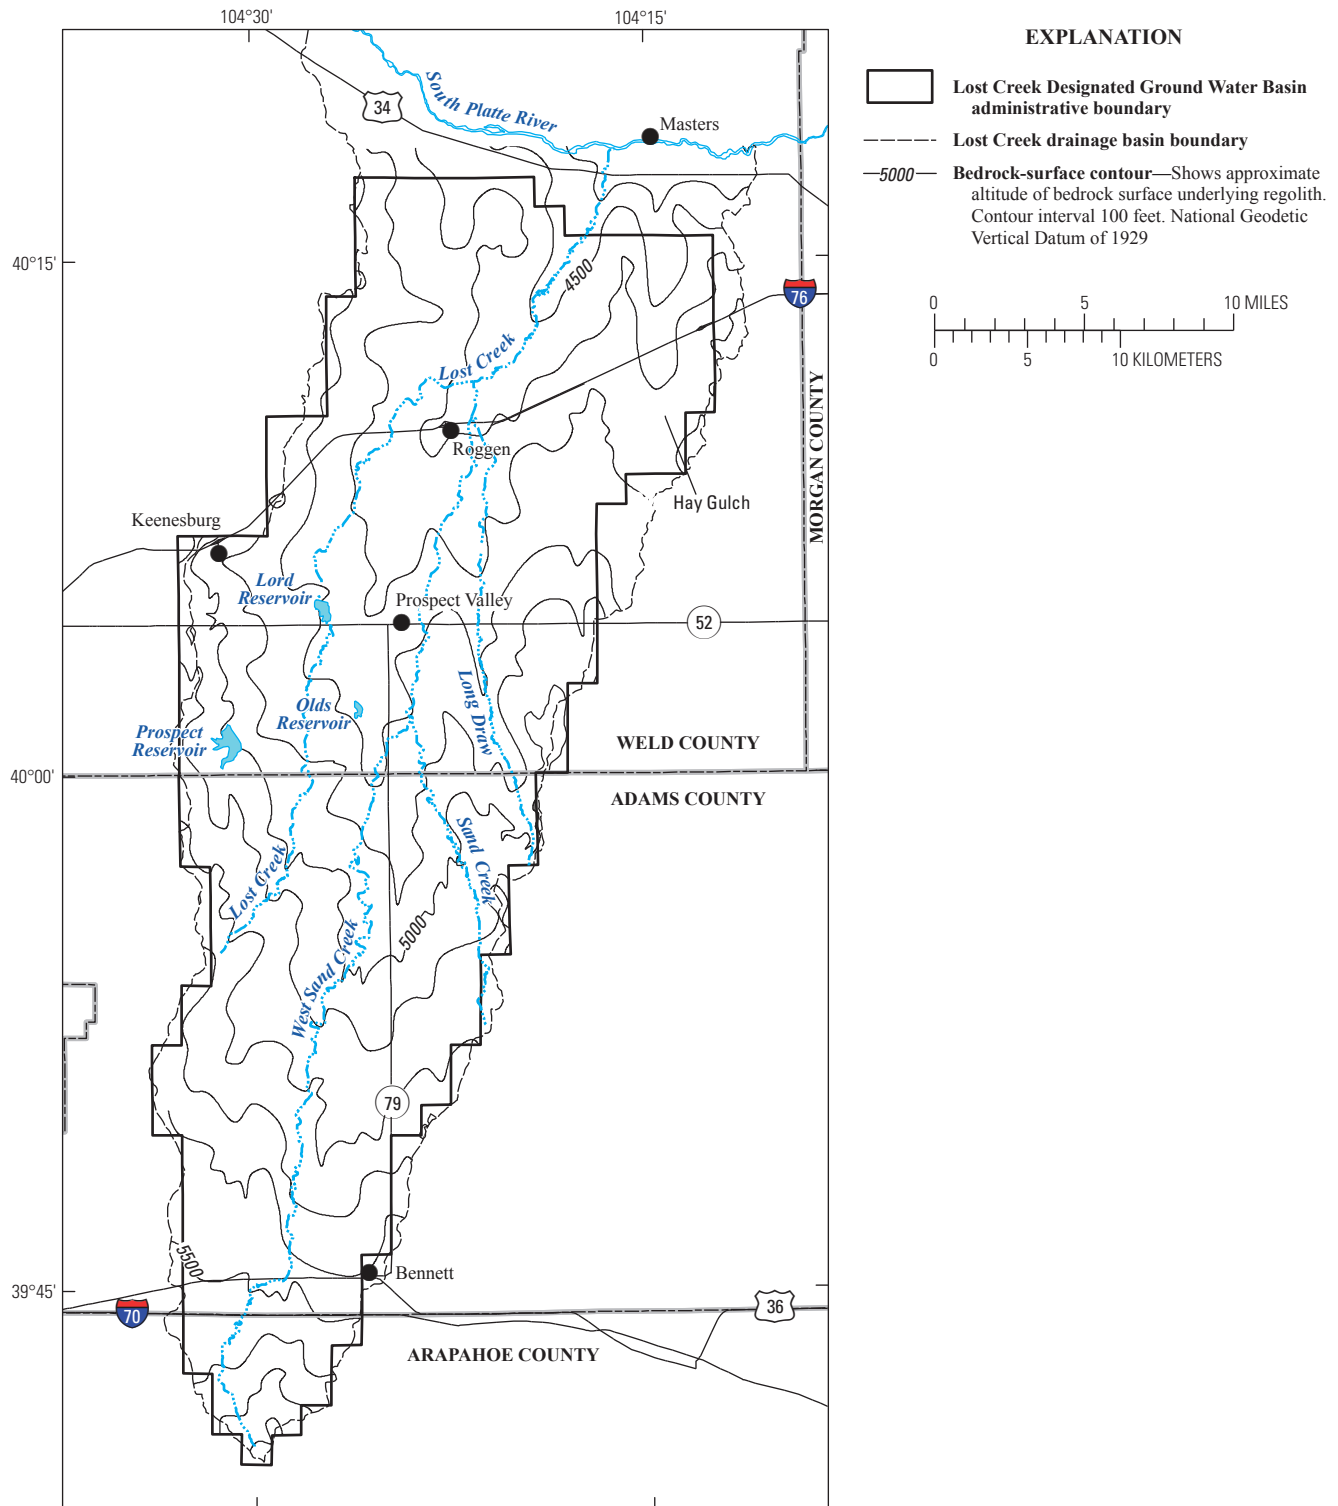 104°30'
104°15'
EXPLANATION
Lost Creek Designated Ground Water Basin
administrative boundary
Lost Creek drainage basin boundary
5000
Bedrock-surface contour—Shows approximate
altitude of bedrock surface underlying regolith.
Contour interval 100 feet. National Geodetic
Vertical Datum of 1929
0
5
10 MILES
0
5
10 KILOMETERS
South Platte River
34
Masters
40°15'
4500
76
Lost Creek
MORGAN COUNTY
Roggen
Hay Gulch
Keenesburg
Lord
Reservoir
Prospect Valley
52
Long Draw
Olds
Reservoir
Prospect
Reservoir
WELD COUNTY
40°00'
ADAMS COUNTY
Sand Creek
Lost Creek
5000
West Sand Creek
79
5500
Bennett
39°45'
70
36
ARAPAHOE COUNTY